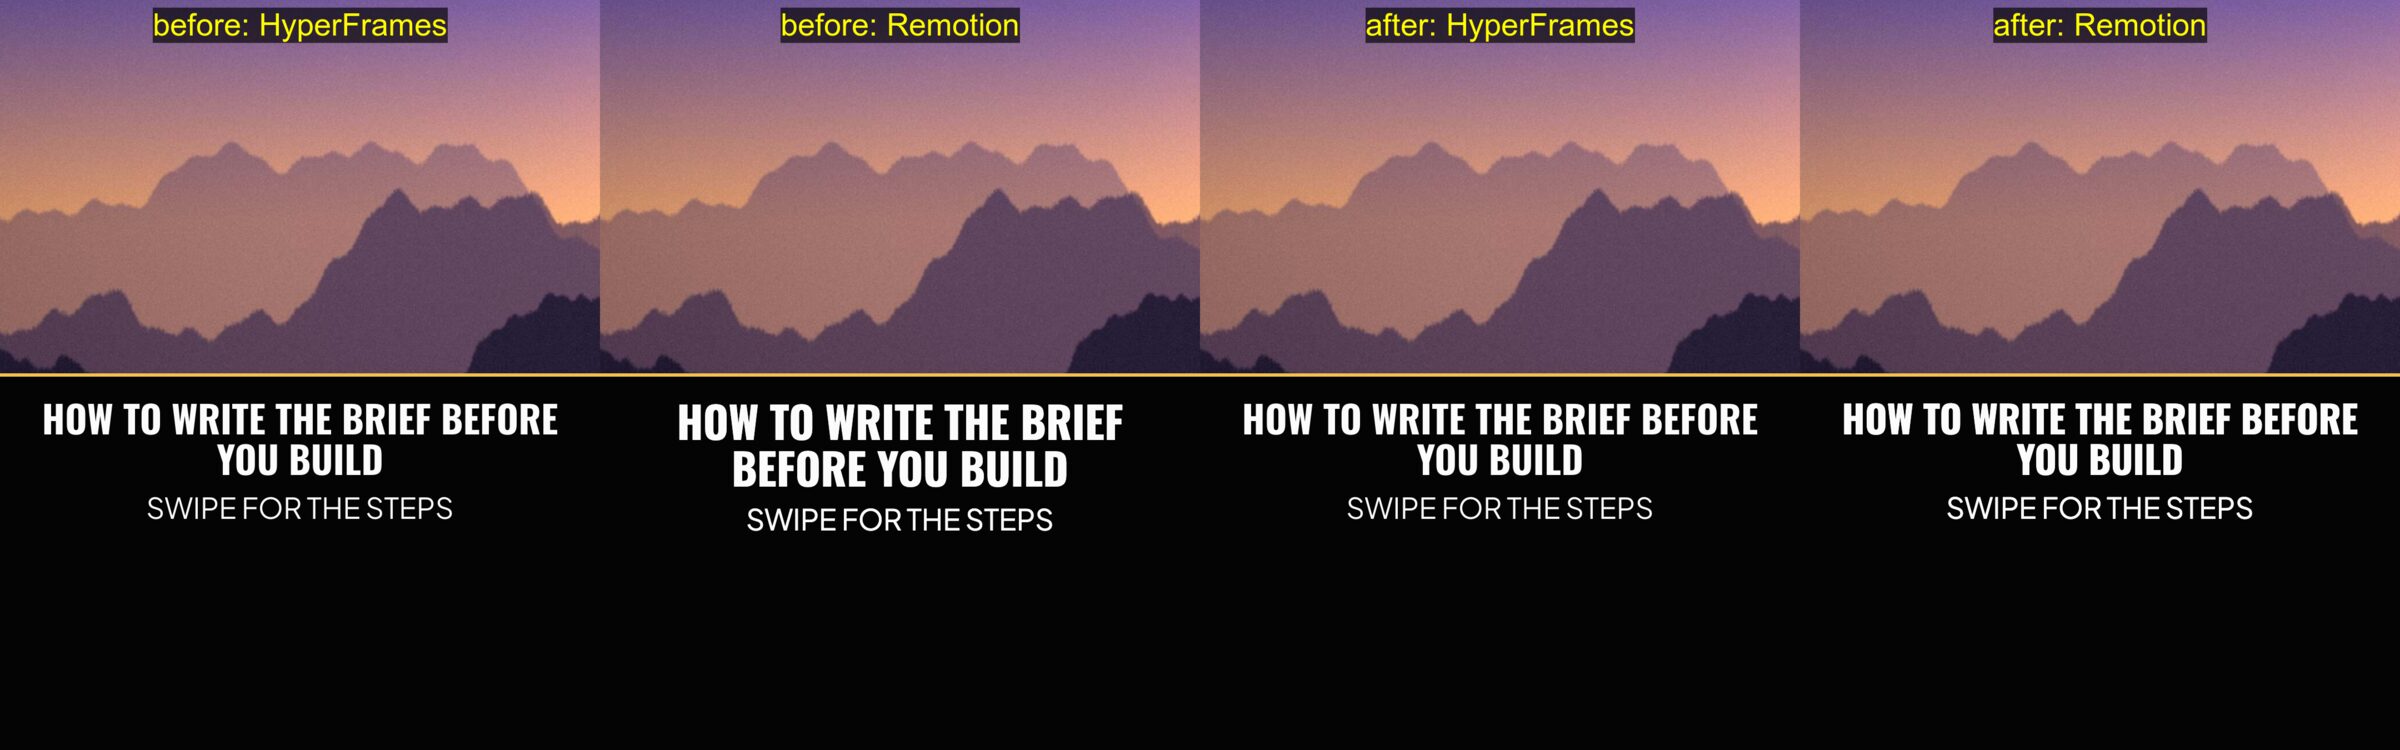 before: HyperFrames
HOW TO WRITE THE BRIEF BEFORE
YOU BUILD
SWIPE FOR THE STEPS
before: Remotion
HOW TO WRITE THE BRIEF
BEFORE YOU BUILD
SWIPE FOR THE STEPS
after: HyperFrames
HOW TO WRITE THE BRIEF BEFORE
YOU BUILD
SWIPE FOR THE STEPS
after: Remotion
HOW TO WRITE THE BRIEF BEFORE
YOU BUILD
SWIPE FOR THE STEPS